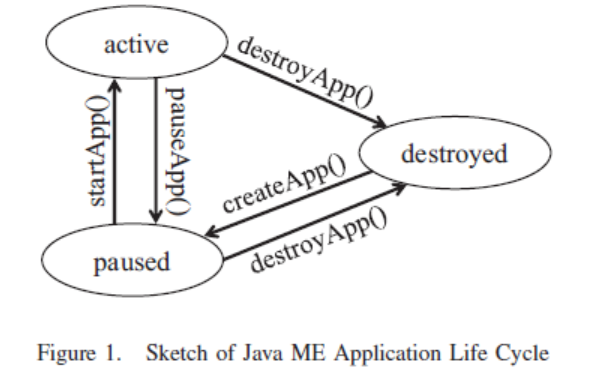 active
destroyApp()
startApp()
pauseApp()
destroyed
createApp()
destroyApp()
paused
Figure 1. Sketch of Java ME Application Life Cycle